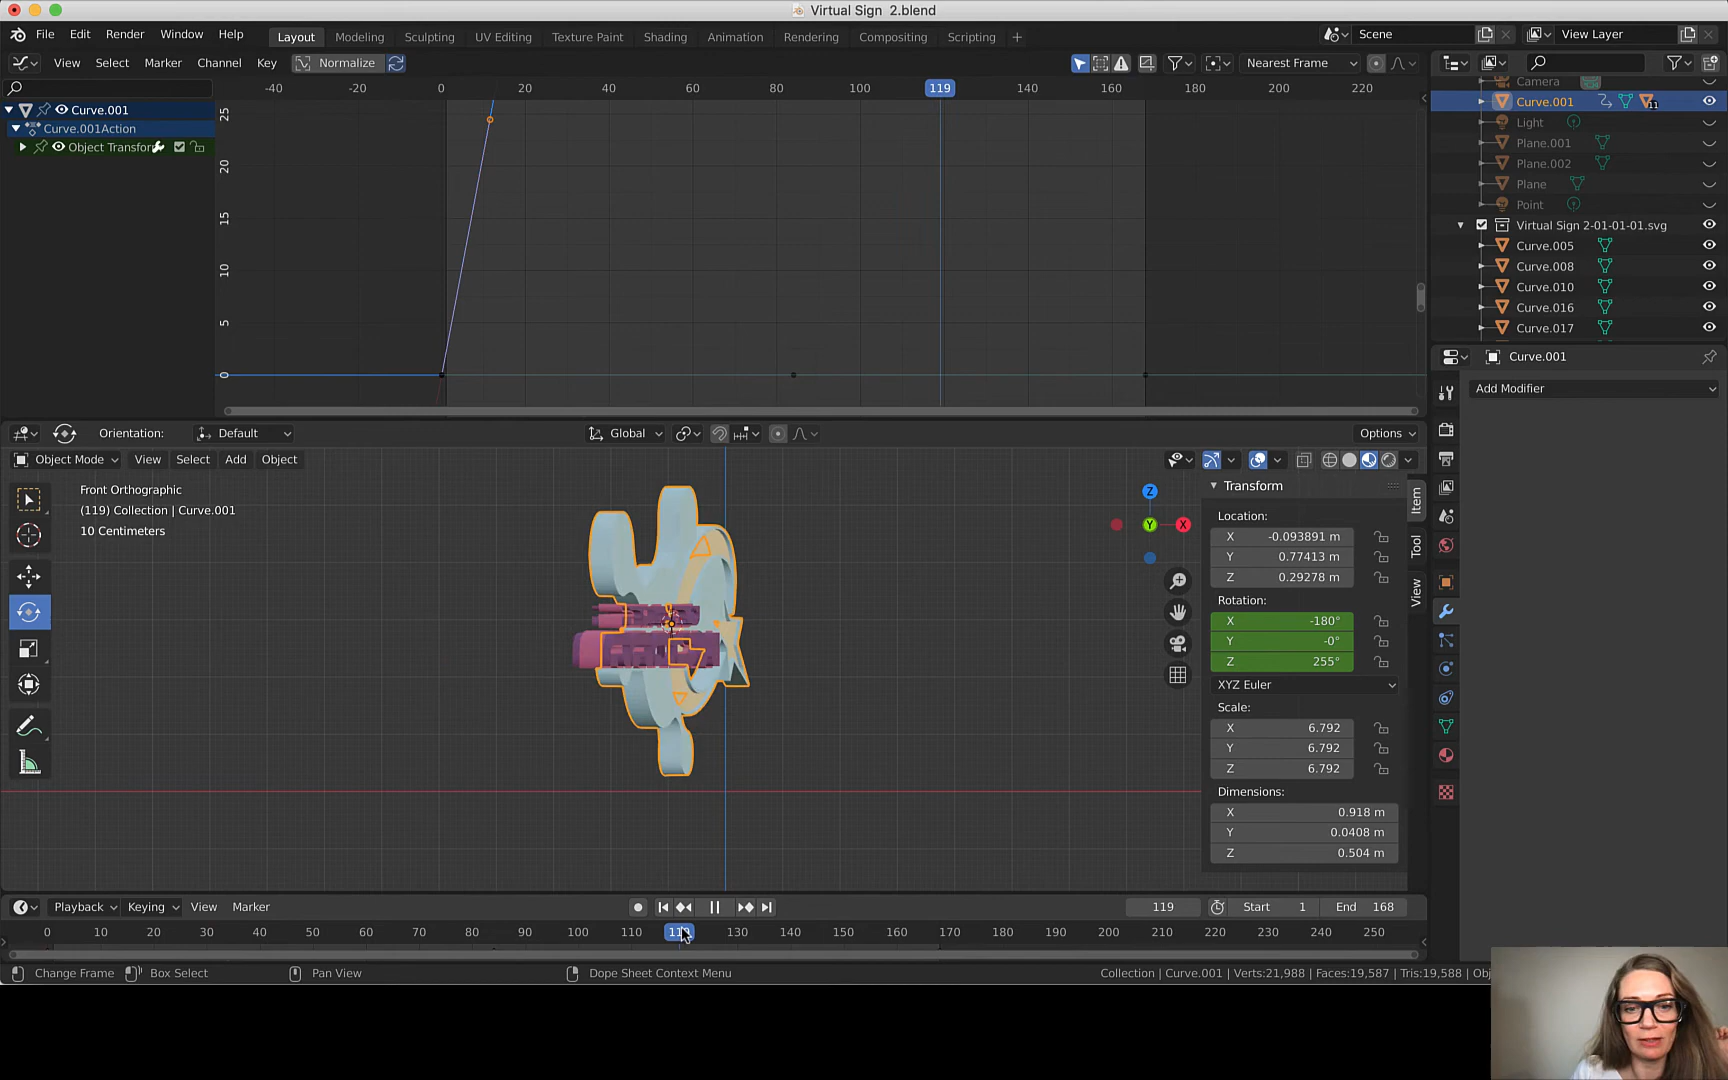 Virtual Sign 2.blend
File Edit Render Window Help Layout Modeling Sculpting UV Editing Texture Paint Shading Animation Rendering Compositing Scripting + Scene View Layer
View Select Marker Channel Key Normalize Nearest Frame
-40 0 20 40 60 80 100 119 140 160 180 200 220
Curve.001
Curve.001Action
Object Transfor
25
20
15
10
5
0
Camera
Curve.001 11
Light
Plane.001
Plane.002
Plane
Point
Virtual Sign 2-01-01-01.svg
Curve.005
Curve.008
Curve.010
Curve.016
Curve.017
Curve.001
Add Modifier
Orientation: Default Global Options
Object Mode View Select Add Object
Front Orthographic
(119) Collection | Curve.001
10 Centimeters
Z
Y X
Transform
Location:
X -0.093891 m
Y 0.77413 m
Z 0.29278 m
Rotation:
X -180°
Y -0°
Z 255°
XYZ Euler
Scale:
X 6.792
Y 6.792
Z 6.792
Dimensions:
X 0.918 m
Y 0.0408 m
Z 0.504 m
Item
Tool
View
Playback Keying View Marker 119 Start 1 End 168
0 10 20 30 40 50 60 70 80 90 100 110 119 130 140 150 160 170 180 190 200 210 220 230 240 250
Change Frame Box Select Pan View Dope Sheet Context Menu Collection | Curve.001 | Verts:21,988 | Faces:19,587 | Tris:19,588 | Obj